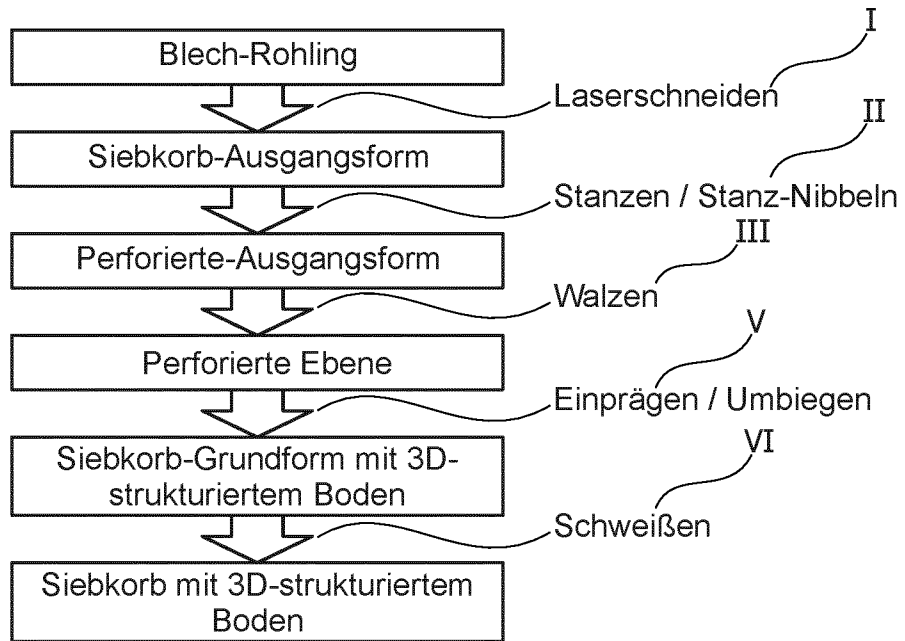 I
Blech-Rohling
Laserschneiden
II
Siebkorb-Ausgangsform
Stanzen / Stanz-Nibbeln
III
Perforierte-Ausgangsform
Walzen
V
Perforierte Ebene
Einprägen / Umbiegen
VI
Siebkorb-Grundform mit 3D-
strukturiertem Boden
Schweißen
Siebkorb mit 3D-strukturiertem
Boden